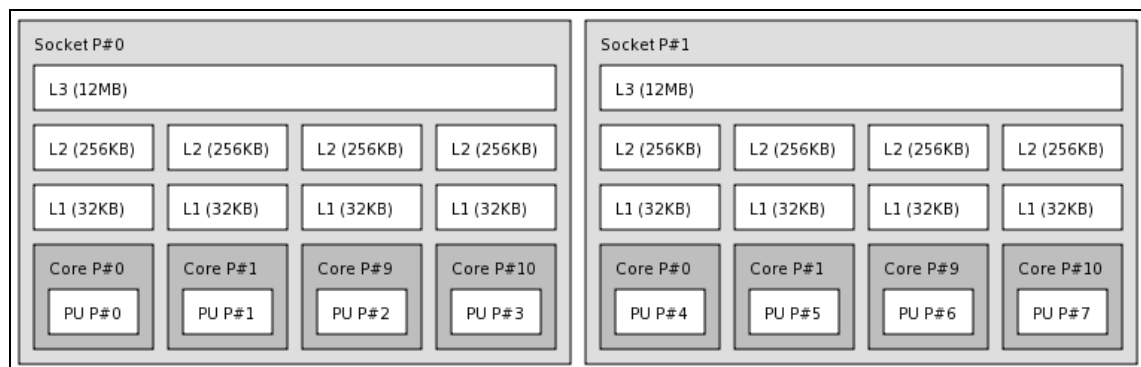 Socket P#0
L3 (12MB)
L2 (256KB) L2 (256KB) L2 (256KB) L2 (256KB)
L1 (32KB) L1 (32KB) L1 (32KB) L1 (32KB)
Core P#0 Core P#1 Core P#9 Core P#10
PU P#0 PU P#1 PU P#2 PU P#3
Socket P#1
L3 (12MB)
L2 (256KB) L2 (256KB) L2 (256KB) L2 (256KB)
L1 (32KB) L1 (32KB) L1 (32KB) L1 (32KB)
Core P#0 Core P#1 Core P#9 Core P#10
PU P#4 PU P#5 PU P#6 PU P#7